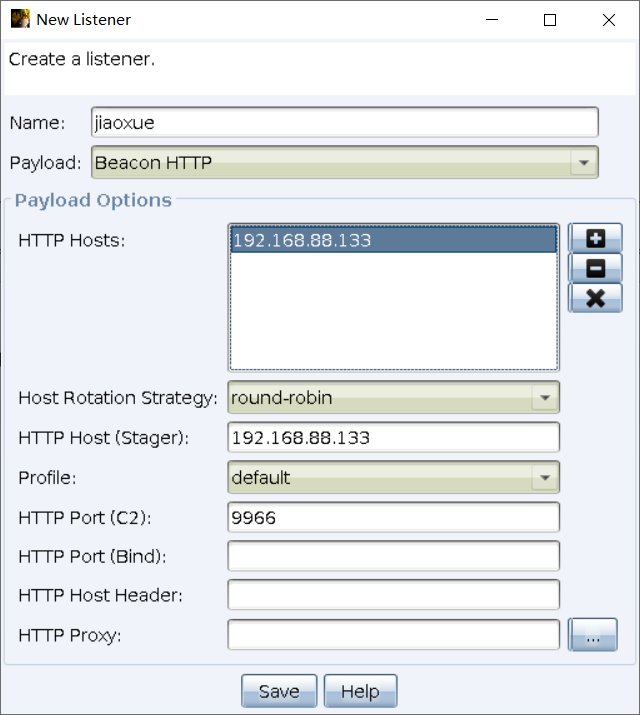 New Listener
Create a listener.
Name: jiaoxue
Payload: Beacon HTTP
Payload Options
HTTP Hosts: 192.168.88.133
Host Rotation Strategy: round-robin
HTTP Host (Stager): 192.168.88.133
Profile: default
HTTP Port (C2): 9966
HTTP Port (Bind):
HTTP Host Header:
HTTP Proxy: ...
Save Help